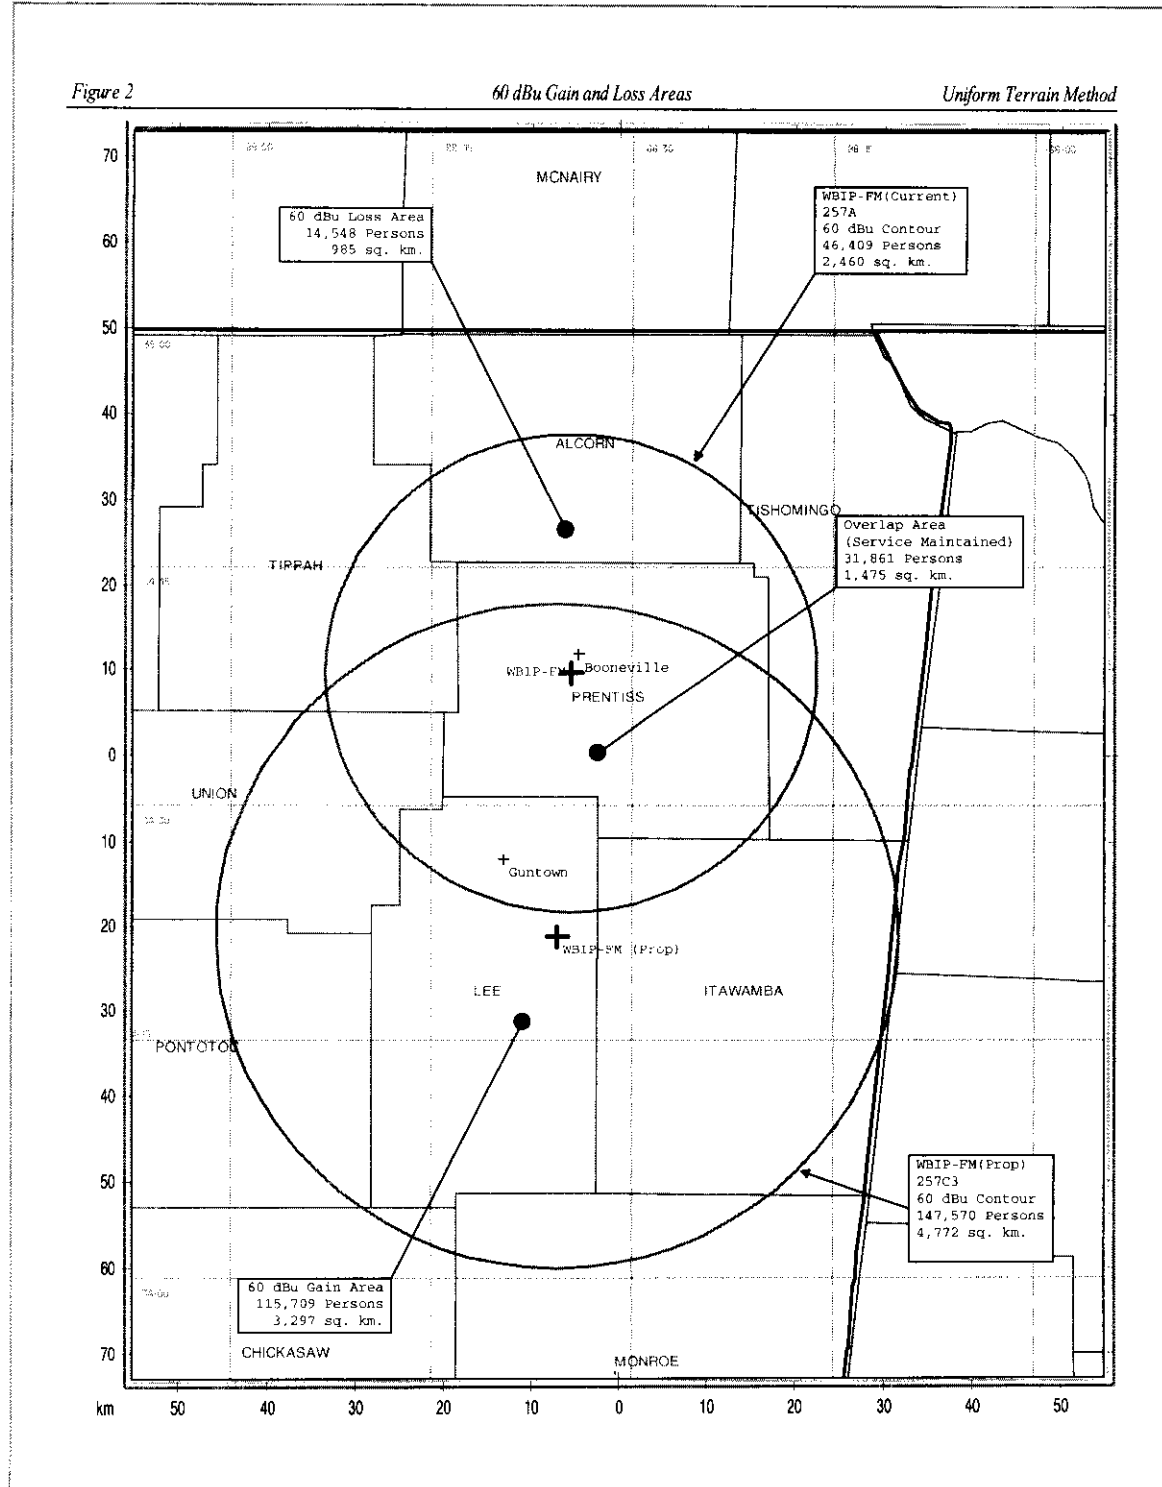 Figure 2 60 dBu Gain and Loss Areas Uniform Terrain Method
70
60
50
40
30
20
10
0
10
20
30
40
50
60
70
MCNAIRY
60 dBu Loss Area
14,548 Persons
985 sq. km.
WBIP-FM(Current)
257A
60 dBu Contour
46,409 Persons
2,460 sq. km.
ALCORN
TISHOMINGO
Overlap Area
(Service Maintained)
31,861 Persons
1,475 sq. km.
TIPPAH
Booneville
WBIP-FM
PRENTISS
UNION
Guntown
WBIP-FM (Prop)
LEE
ITAWAMBA
PONTOTOC
WBIP-FM(Prop)
257C3
60 dBu Contour
147,570 Persons
4,772 sq. km.
60 dBu Gain Area
115,709 Persons
3,297 sq. km.
CHICKASAW
MONROE
km 50 40 30 20 10 0 10 20 30 40 50